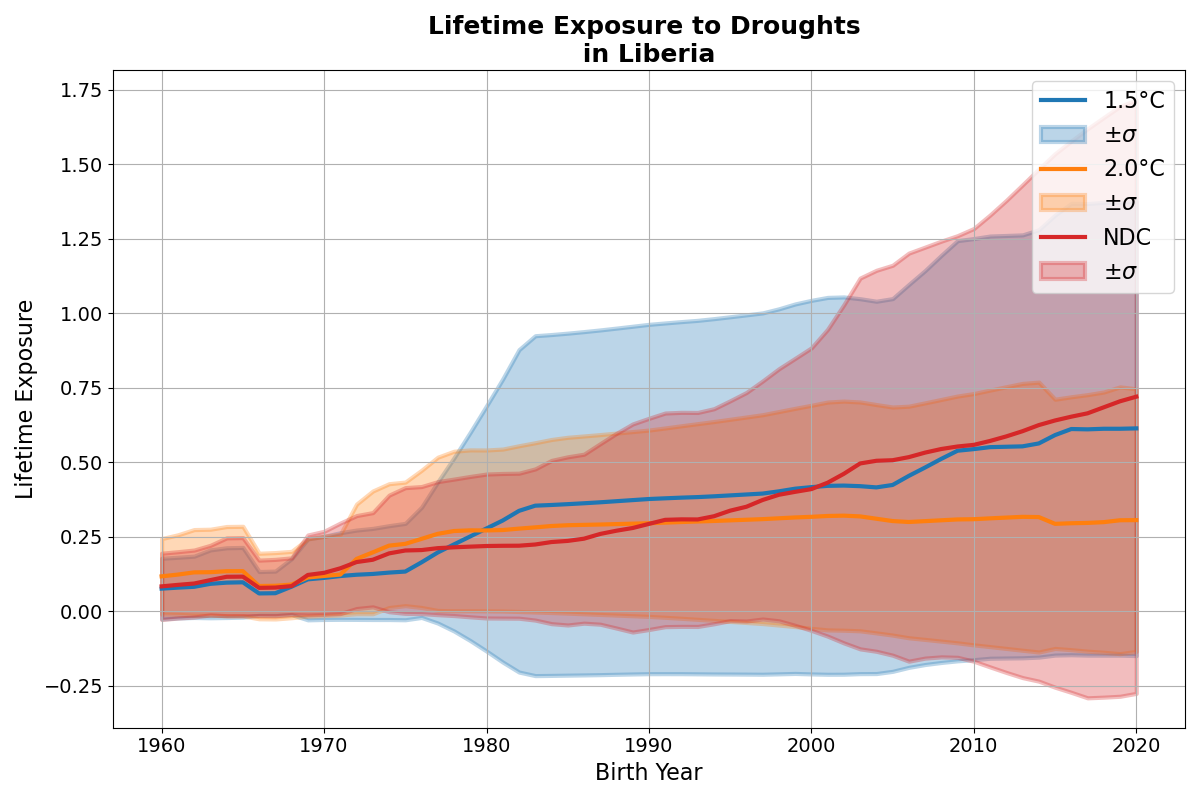 Lifetime Exposure to Droughts
in Liberia
1.75
1.50
1.25
1.00
0.75
0.50
0.25
0.00
−0.25
Lifetime Exposure
1960
1970
1980
1990
2000
2010
2020
Birth Year
1.5°C
±σ
2.0°C
±σ
NDC
±σ